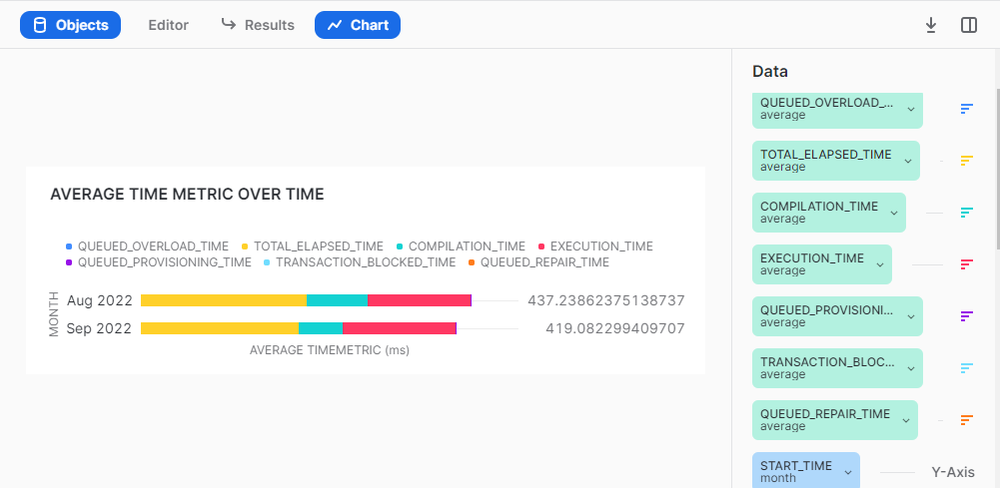 Objects Editor Results Chart
AVERAGE TIME METRIC OVER TIME
QUEUED_OVERLOAD_TIME TOTAL_ELAPSED_TIME COMPILATION_TIME EXECUTION_TIME
QUEUED_PROVISIONING_TIME TRANSACTION_BLOCKED_TIME QUEUED_REPAIR_TIME
MONTH
Aug 2022 437.23862375138737
Sep 2022 419.082299409707
AVERAGE TIMEMETRIC (ms)
Data
QUEUED_OVERLOAD_...
average
TOTAL_ELAPSED_TIME
average
COMPILATION_TIME
average
EXECUTION_TIME
average
QUEUED_PROVISIONI...
average
TRANSACTION_BLOC...
average
QUEUED_REPAIR_TIME
average
START_TIME
month
Y-Axis